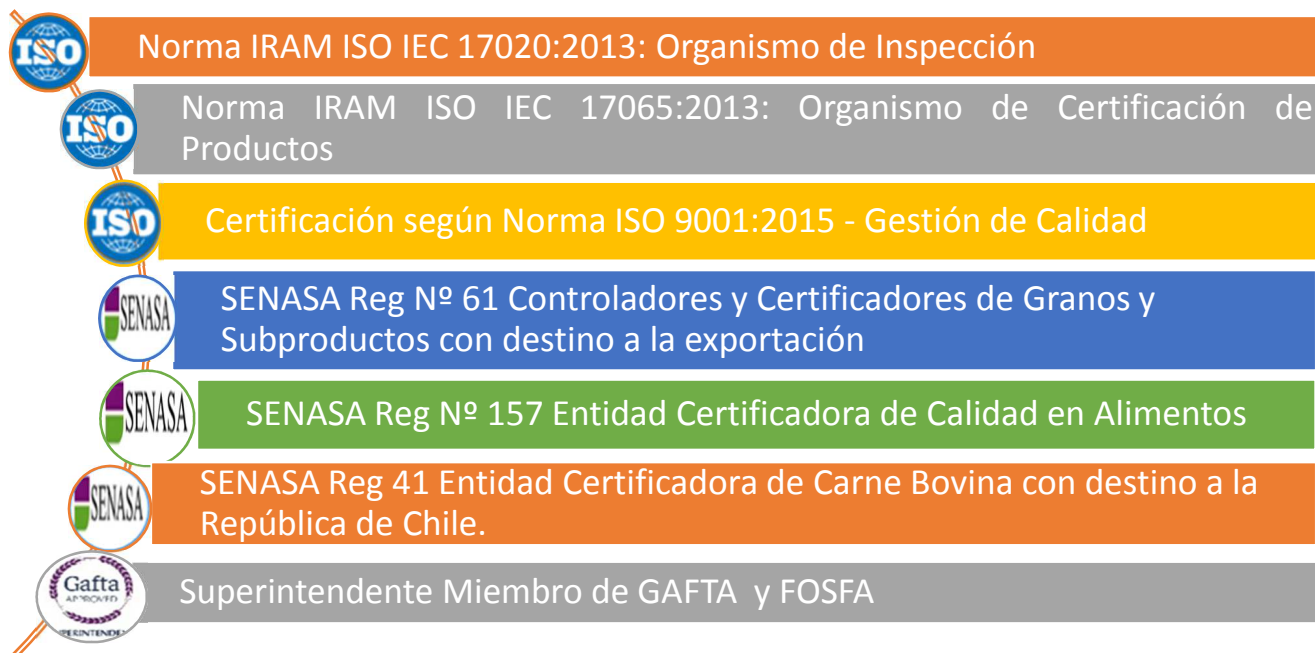 ISO
Norma IRAM ISO IEC 17020:2013: Organismo de Inspección
ISO
Norma IRAM ISO IEC 17065:2013: Organismo de Certificación de
Productos
ISO
Certificación según Norma ISO 9001:2015 - Gestión de Calidad
SENASA
SENASA Reg Nº 61 Controladores y Certificadores de Granos y
Subproductos con destino a la exportación
SENASA
SENASA Reg Nº 157 Entidad Certificadora de Calidad en Alimentos
SENASA
SENASA Reg 41 Entidad Certificadora de Carne Bovina con destino a la
República de Chile.
Gafta
APPROVED
Superintendente Miembro de GAFTA y FOSFA